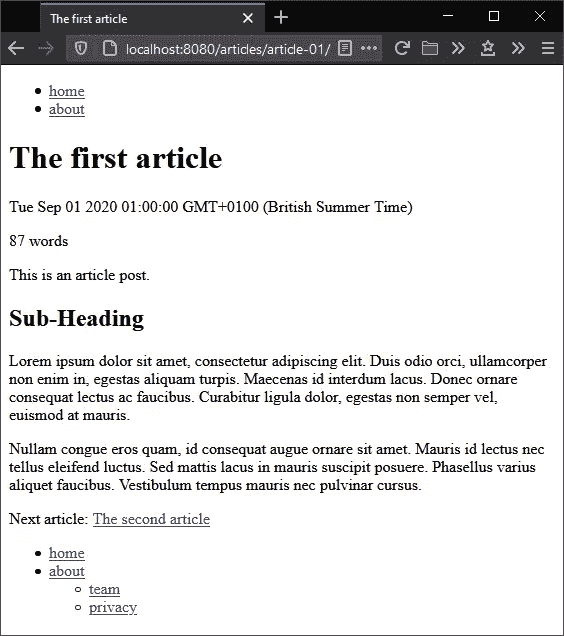 The first article
localhost:8080/articles/article-01/
home
about
The first article
Tue Sep 01 2020 01:00:00 GMT+0100 (British Summer Time)
87 words
This is an article post.
Sub-Heading
Lorem ipsum dolor sit amet, consectetur adipiscing elit. Duis odio orci, ullamcorper
non enim in, egestas aliquam turpis. Maecenas id interdum lacus. Donec ornare
consequat lectus ac faucibus. Curabitur ligula dolor, egestas non semper vel,
euismod at mauris.
Nullam congue eros quam, id consequat augue ornare sit amet. Mauris id lectus nec
tellus eleifend luctus. Sed mattis lacus in mauris suscipit posuere. Phasellus varius
aliquet faucibus. Vestibulum tempus mauris nec pulvinar cursus.
Next article: The second article
home
about
team
privacy